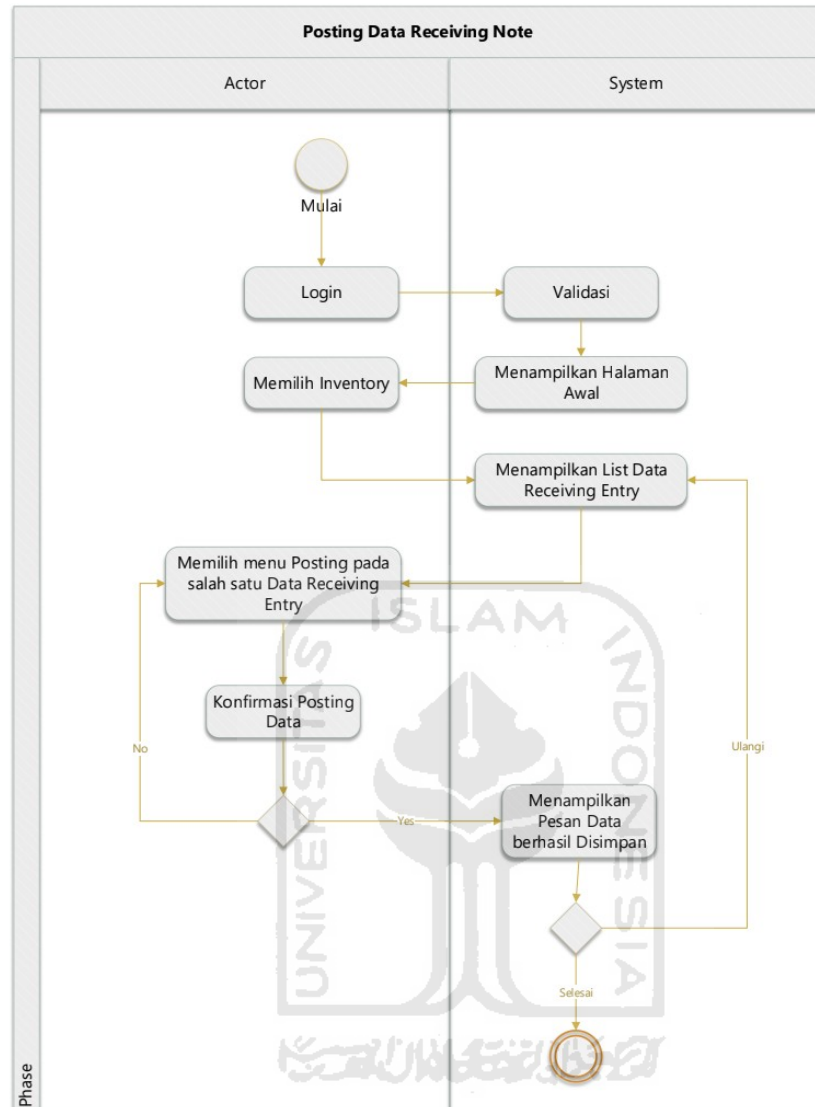 Posting Data Receiving Note
Actor
System
Mulai
Login
Validasi
Memilih Inventory
Menampilkan Halaman
Awal
Menampilkan List Data
Receiving Entry
Memilih menu Posting pada
salah satu Data Receiving
Entry
Konfirmasi Posting
Data
No
Yes
Menampilkan
Pesan Data
berhasil Disimpan
Ulangi
Selesai
Phase
UNIVERSITAS
ISLAM
INDONESIA